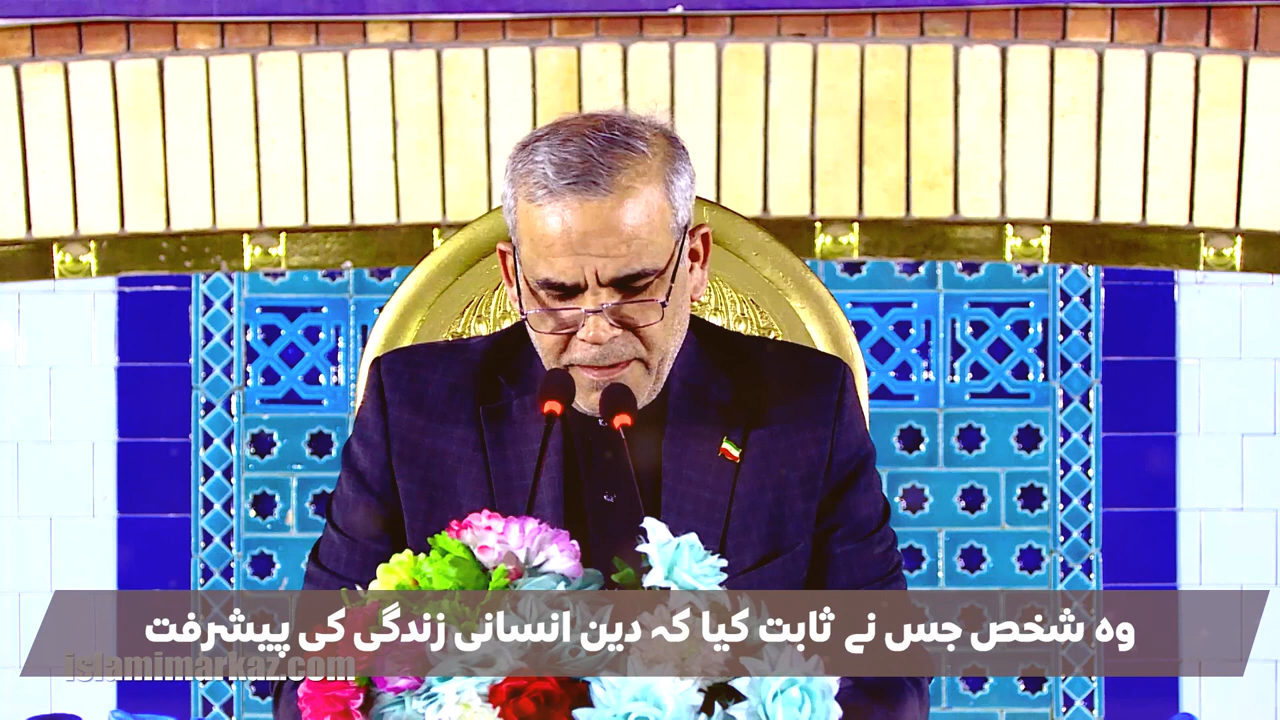 وہ شخص جس نے ثابت کیا کہ دین انسانی زندگی کی پیشرفت
islamimarkaz.com